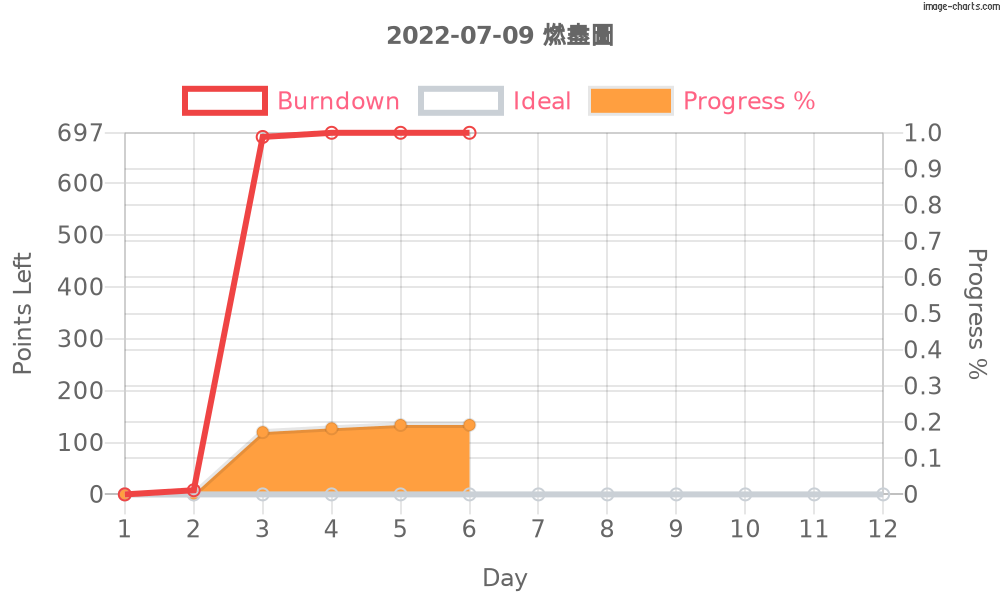 image-charts.com
2022-07-09 燃盡圖
Burndown Ideal Progress %
697 1.0
0.9
600
0.8
500
0.7
0.6
400
0.5
300
0.4
0.3
200
0.2
100
0.1
0 0
Points Left
Progress %
1 2 3 4 5 6 7 8 9 10 11 12
Day